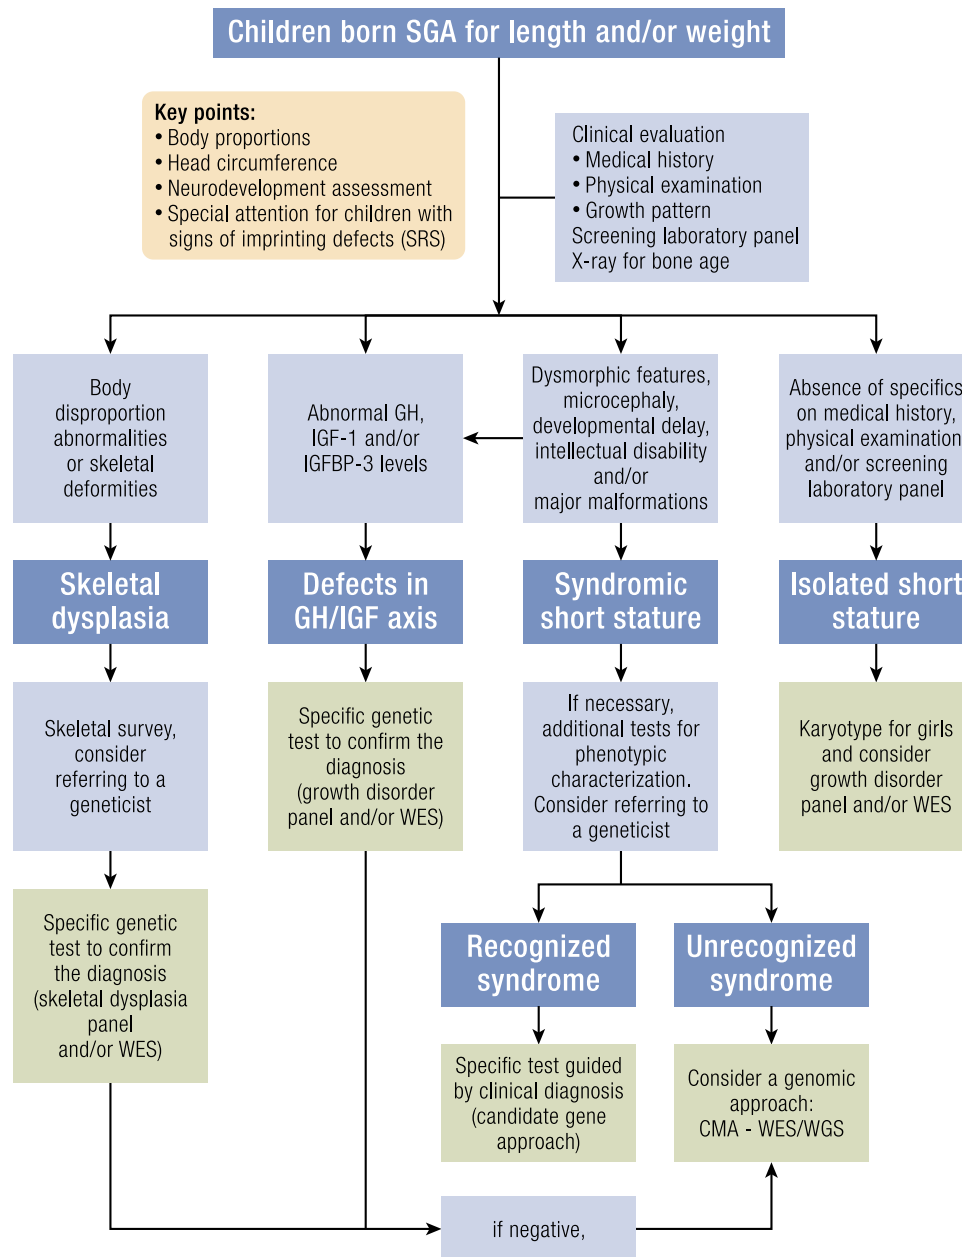 Children born SGA for length and/or weight
Key points:
• Body proportions
• Head circumference
• Neurodevelopment assessment
• Special attention for children with
signs of imprinting defects (SRS)
Clinical evaluation
• Medical history
• Physical examination
• Growth pattern
Screening laboratory panel
X-ray for bone age
Body
disproportion
abnormalities
or skeletal
deformities
Abnormal GH,
IGF-1 and/or
IGFBP-3 levels
Dysmorphic features,
microcephaly,
developmental delay,
intellectual disability
and/or
major malformations
Absence of specifics
on medical history,
physical examination
and/or screening
laboratory panel
Skeletal
dysplasia
Defects in
GH/IGF axis
Syndromic
short stature
Isolated short
stature
Skeletal survey,
consider
referring to a
geneticist
Specific genetic
test to confirm the
diagnosis
(growth disorder
panel and/or WES)
If necessary,
additional tests for
phenotypic
characterization.
Consider referring to
a geneticist
Karyotype for girls
and consider
growth disorder
panel and/or WES
Specific genetic
test to confirm
the diagnosis
(skeletal dysplasia
panel
and/or WES)
Recognized
syndrome
Unrecognized
syndrome
Specific test guided
by clinical diagnosis
(candidate gene
approach)
Consider a genomic
approach:
CMA - WES/WGS
if negative,